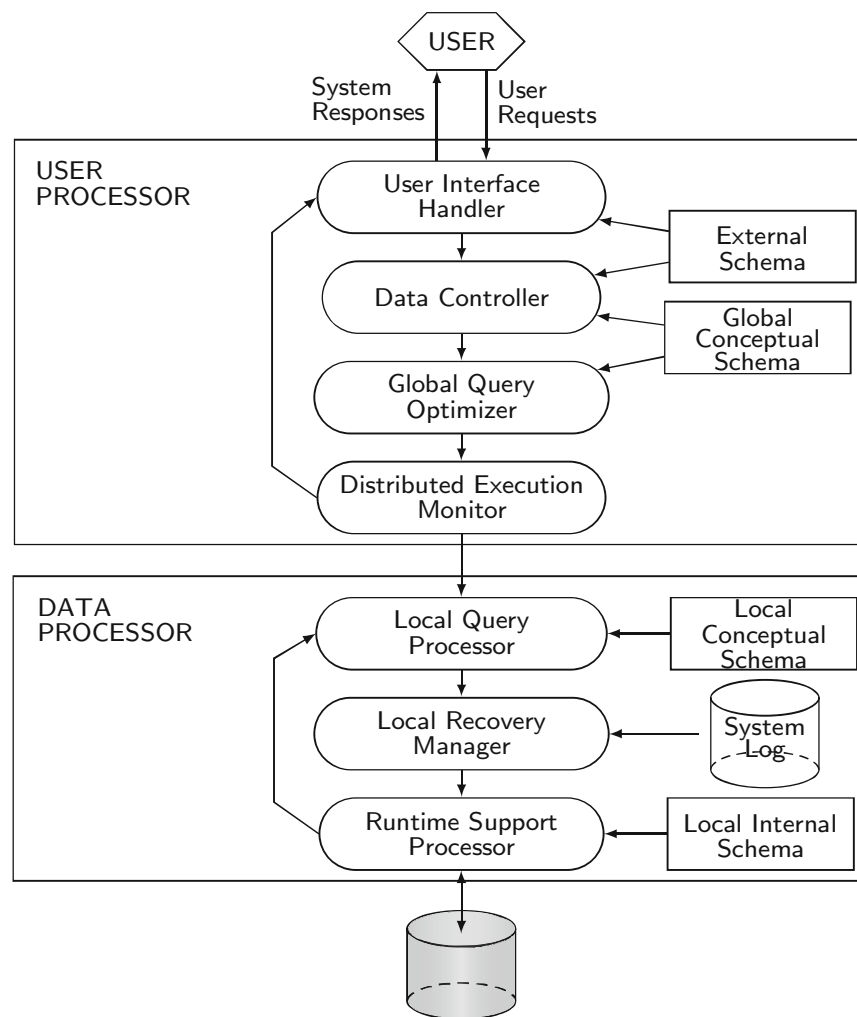 USER
System
Responses
User
Requests
USER
PROCESSOR
User Interface
Handler
External
Schema
Data Controller
Global
Conceptual
Schema
Global Query
Optimizer
Distributed Execution
Monitor
DATA
PROCESSOR
Local Query
Processor
Local
Conceptual
Schema
Local Recovery
Manager
System
Log
Runtime Support
Processor
Local Internal
Schema